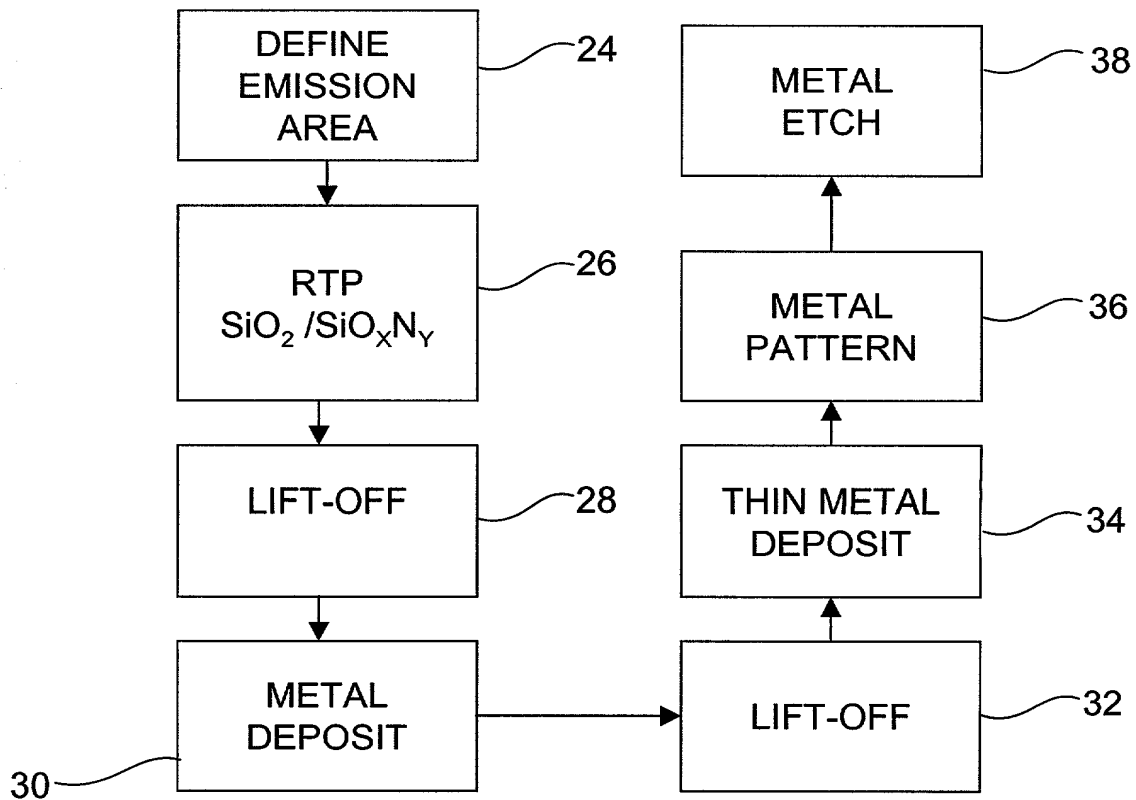 DEFINE
EMISSION
AREA
24
RTP
SiO₂ /SiOₓNᵧ
26
LIFT-OFF
28
METAL
DEPOSIT
30
LIFT-OFF
32
THIN METAL
DEPOSIT
34
METAL
PATTERN
36
METAL
ETCH
38